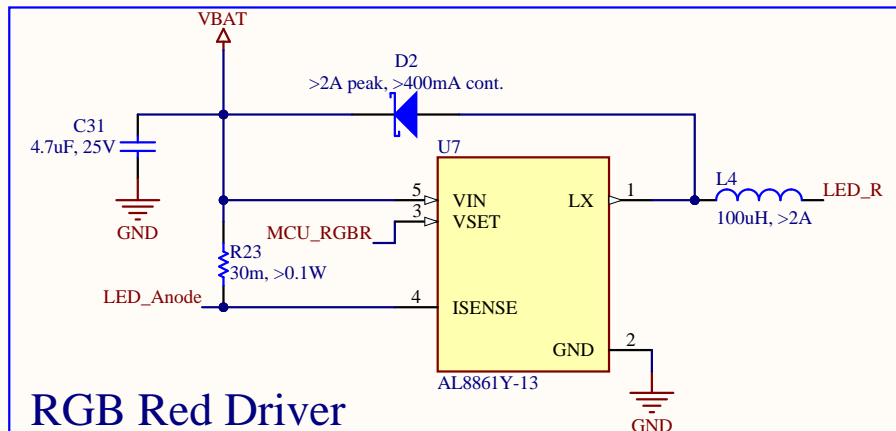 VBAT
D2
>2A peak, >400mA cont.
C31
4.7uF, 25V
GND
U7
5
VIN
LX
1
L4
LED_R
100uH, >2A
3
VSET
MCU_RGBR
R23
30m, >0.1W
LED_Anode
4
ISENSE
GND
2
AL8861Y-13
GND
RGB Red Driver